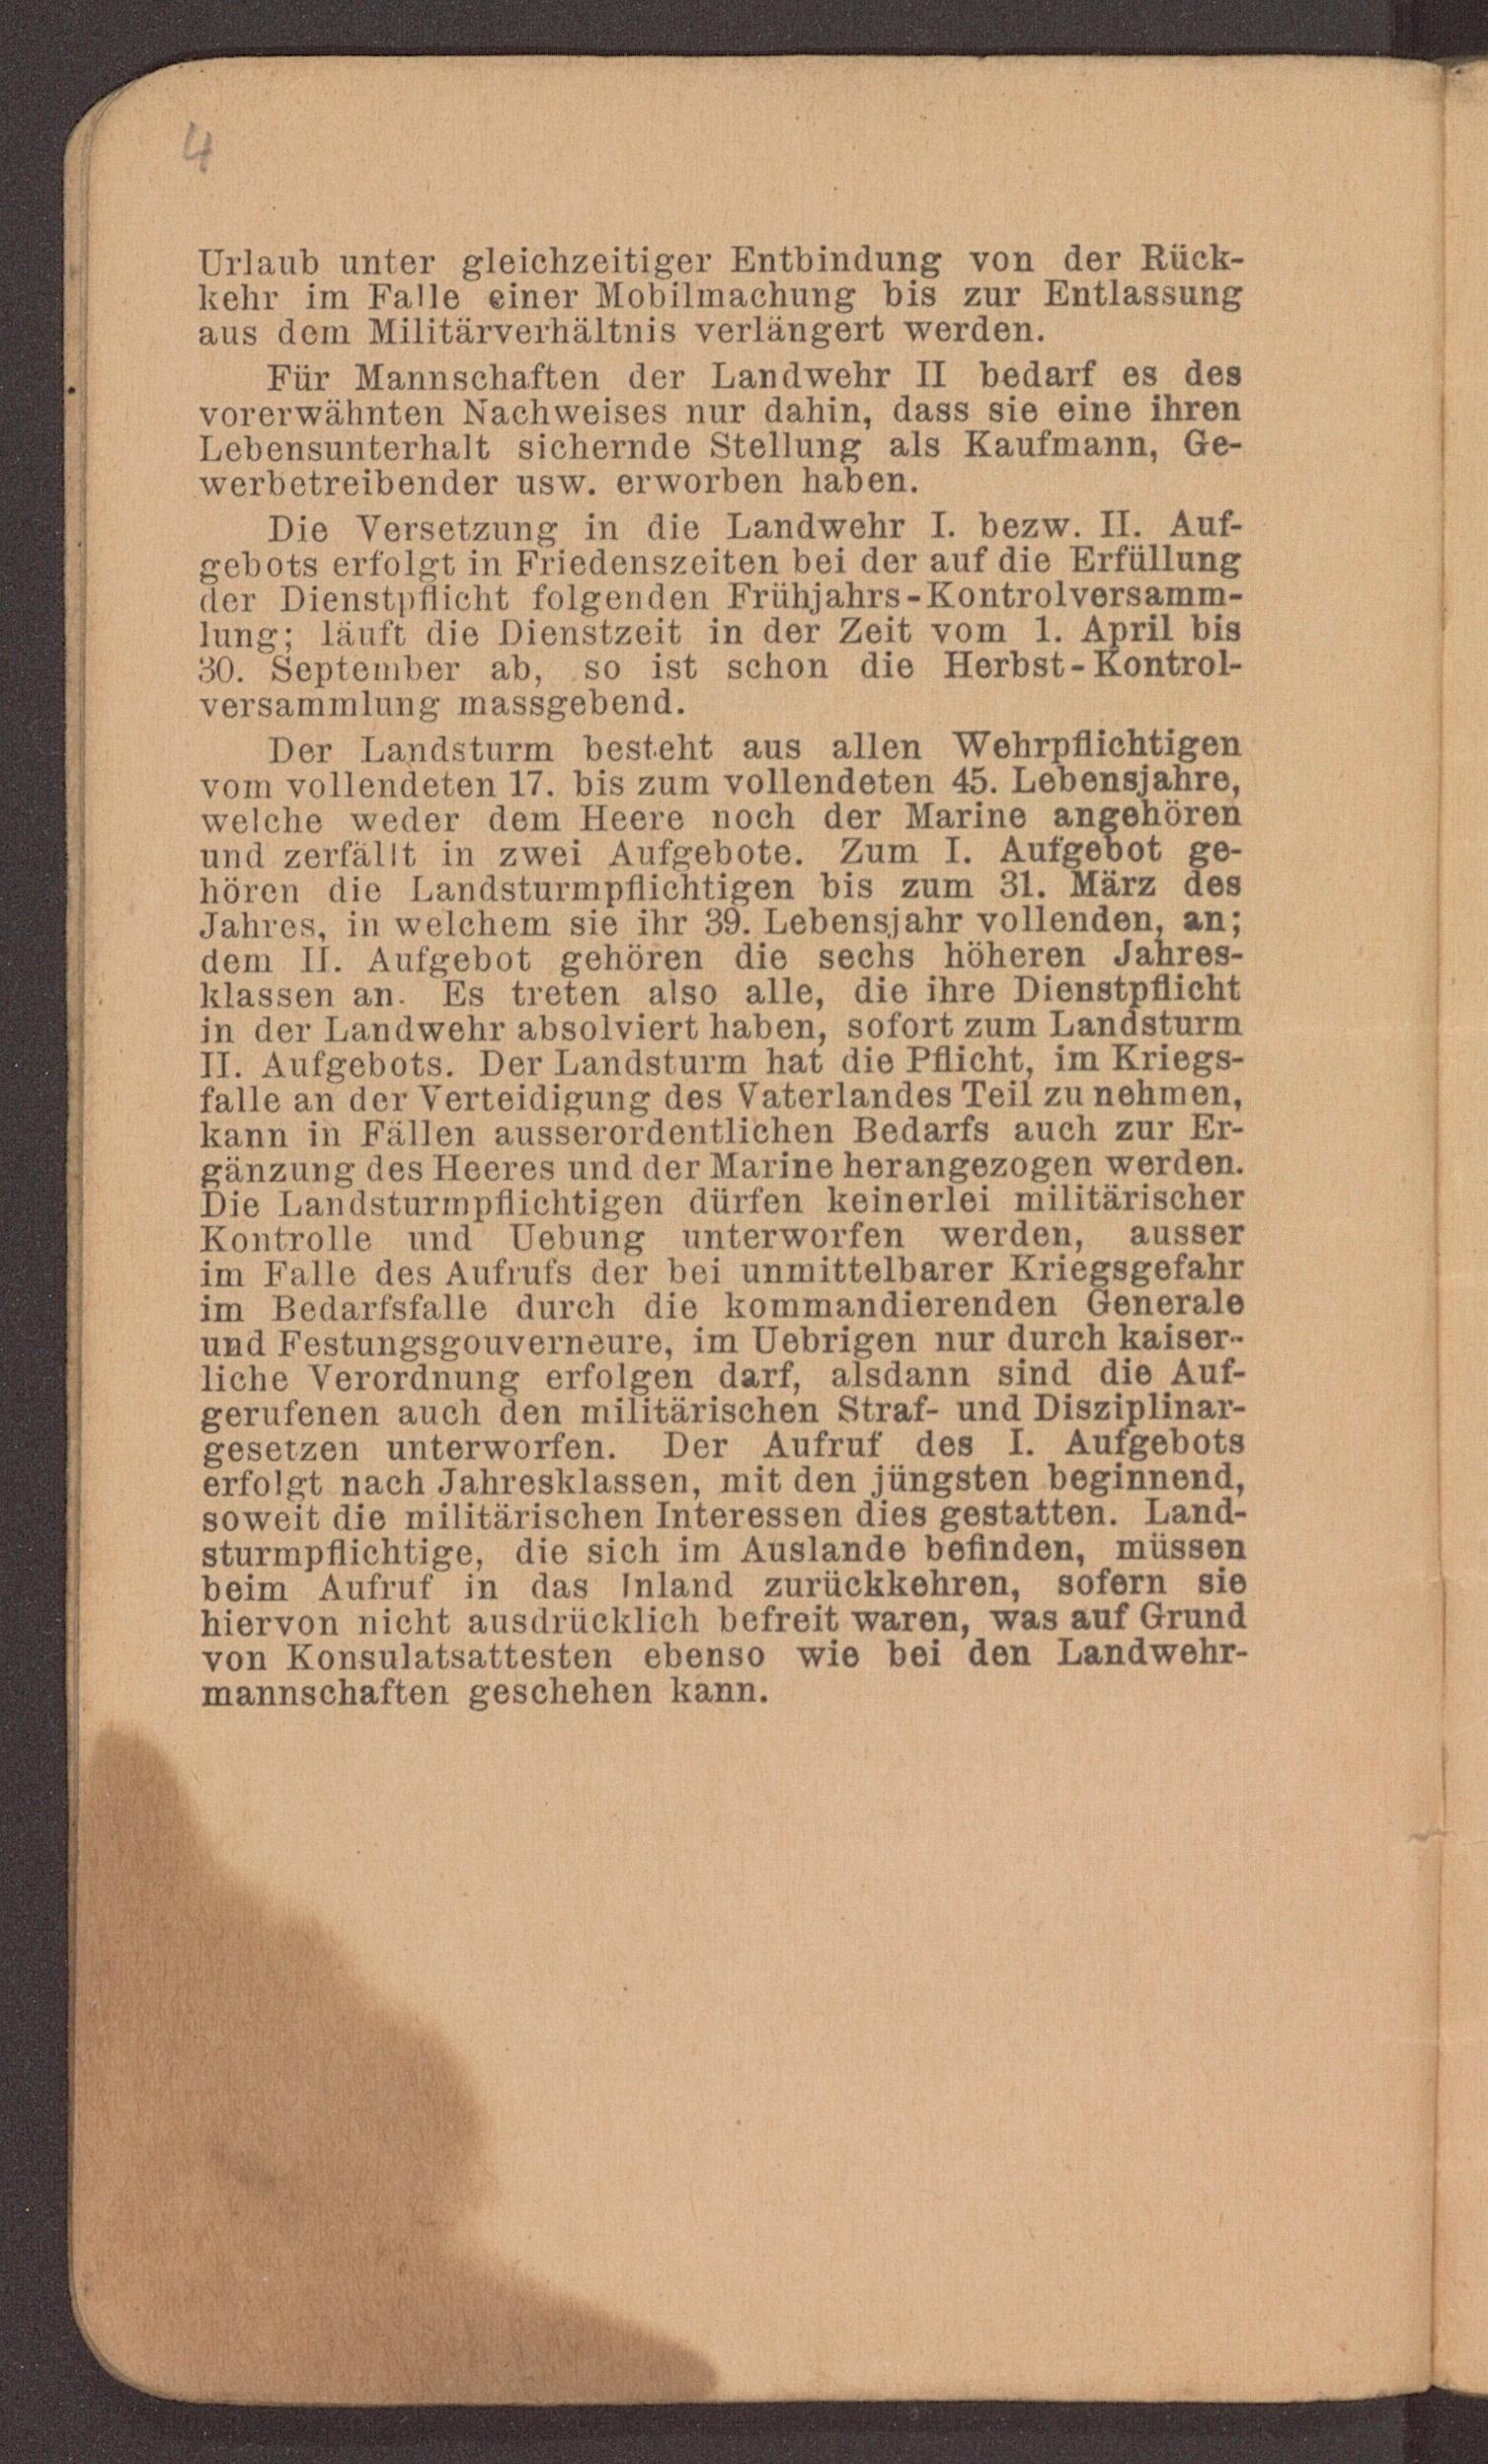 4
Urlaub unter gleichzeitiger Entbindung von der Rück-
kehr im Falle einer Mobilmachung bis zur Entlassung
aus dem Militärverhältnis verlängert werden.
Für Mannschaften der Landwehr II bedarf es des
vorerwähnten Nachweises nur dahin, dass sie eine ihren
Lebensunterhalt sichernde Stellung als Kaufmann, Ge-
werbetreibender usw. erworben haben.
Die Versetzung in die Landwehr I. bezw. II. Auf-
gebots erfolgt in Friedenszeiten bei der auf die Erfüllung
der Dienstpflicht folgenden Frühjahrs-Kontrolversamm-
lung; läuft die Dienstzeit in der Zeit vom 1. April bis
30. September ab, so ist schon die Herbst-Kontrol-
versammlung massgebend.
Der Landsturm besteht aus allen Wehrpflichtigen
vom vollendeten 17. bis zum vollendeten 45. Lebensjahre,
welche weder dem Heere noch der Marine angehören
und zerfällt in zwei Aufgebote. Zum I. Aufgebot ge-
hören die Landsturmpflichtigen bis zum 31. März des
Jahres, in welchem sie ihr 39. Lebensjahr vollenden, an;
dem II. Aufgebot gehören die sechs höheren Jahres-
klassen an. Es treten also alle, die ihre Dienstpflicht
in der Landwehr absolviert haben, sofort zum Landsturm
II. Aufgebots. Der Landsturm hat die Pflicht, im Kriegs-
falle an der Verteidigung des Vaterlandes Teil zu nehmen,
kann in Fällen ausserordentlichen Bedarfs auch zur Er-
gänzung des Heeres und der Marine herangezogen werden.
Die Landsturmpflichtigen dürfen keinerlei militärischer
Kontrolle und Uebung unterworfen werden, ausser
im Falle des Aufrufs der bei unmittelbarer Kriegsgefahr
im Bedarfsfalle durch die kommandierenden Generale
und Festungsgouverneure, im Uebrigen nur durch kaiser-
liche Verordnung erfolgen darf, alsdann sind die Auf-
gerufenen auch den militärischen Straf- und Disziplinar-
gesetzen unterworfen. Der Aufruf des I. Aufgebots
erfolgt nach Jahresklassen, mit den jüngsten beginnend,
soweit die militärischen Interessen dies gestatten. Land-
sturmpflichtige, die sich im Auslande befinden, müssen
beim Aufruf in das Inland zurückkehren, sofern sie
hiervon nicht ausdrücklich befreit waren, was auf Grund
von Konsulatsattesten ebenso wie bei den Landwehr-
mannschaften geschehen kann.